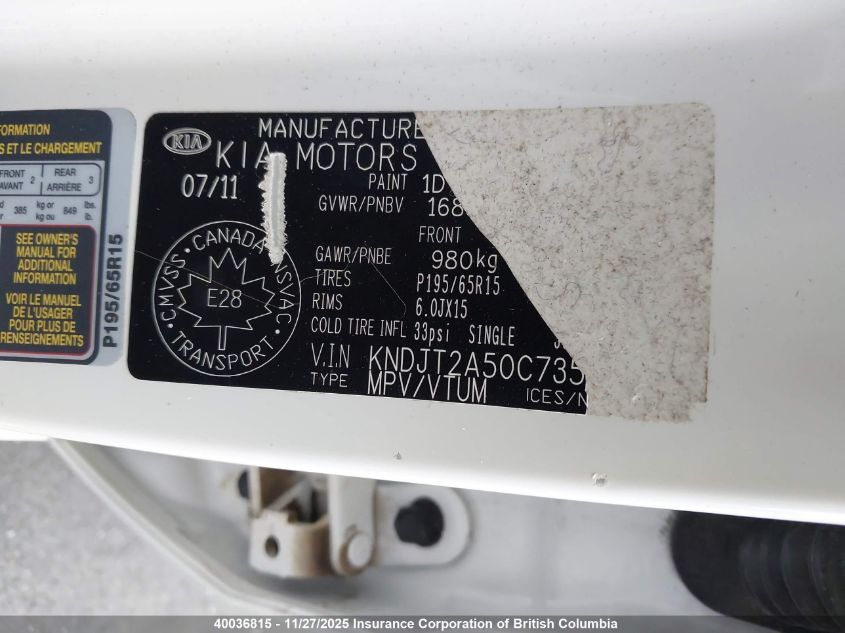 FORMATION
S ET LE CHARGEMENT
FRONT AVANT 2 REAR ARRIÈRE 3
385 kg or kg ou 849 lbs. lb.
SEE OWNER'S
MANUAL FOR
ADDITIONAL
INFORMATION
VOIR LE MANUEL
DE L'USAGER
POUR PLUS DE
RENSEIGNEMENTS
P195/65R15
KIA
MANUFACTURE
KIA MOTORS
07/11
PAINT 1D
GVWR/PNBV 168
FRONT
GAWR/PNBE 980kg
TIRES P195/65R15
RIMS 6.0JX15
COLD TIRE INFL 33psi SINGLE
V.I.N KNDJT2A50C735
TYPE MPV/VTUM ICES/N
CANADA
CMVSS NSVAC
E28
TRANSPORT
40036815 - 11/27/2025 Insurance Corporation of British Columbia